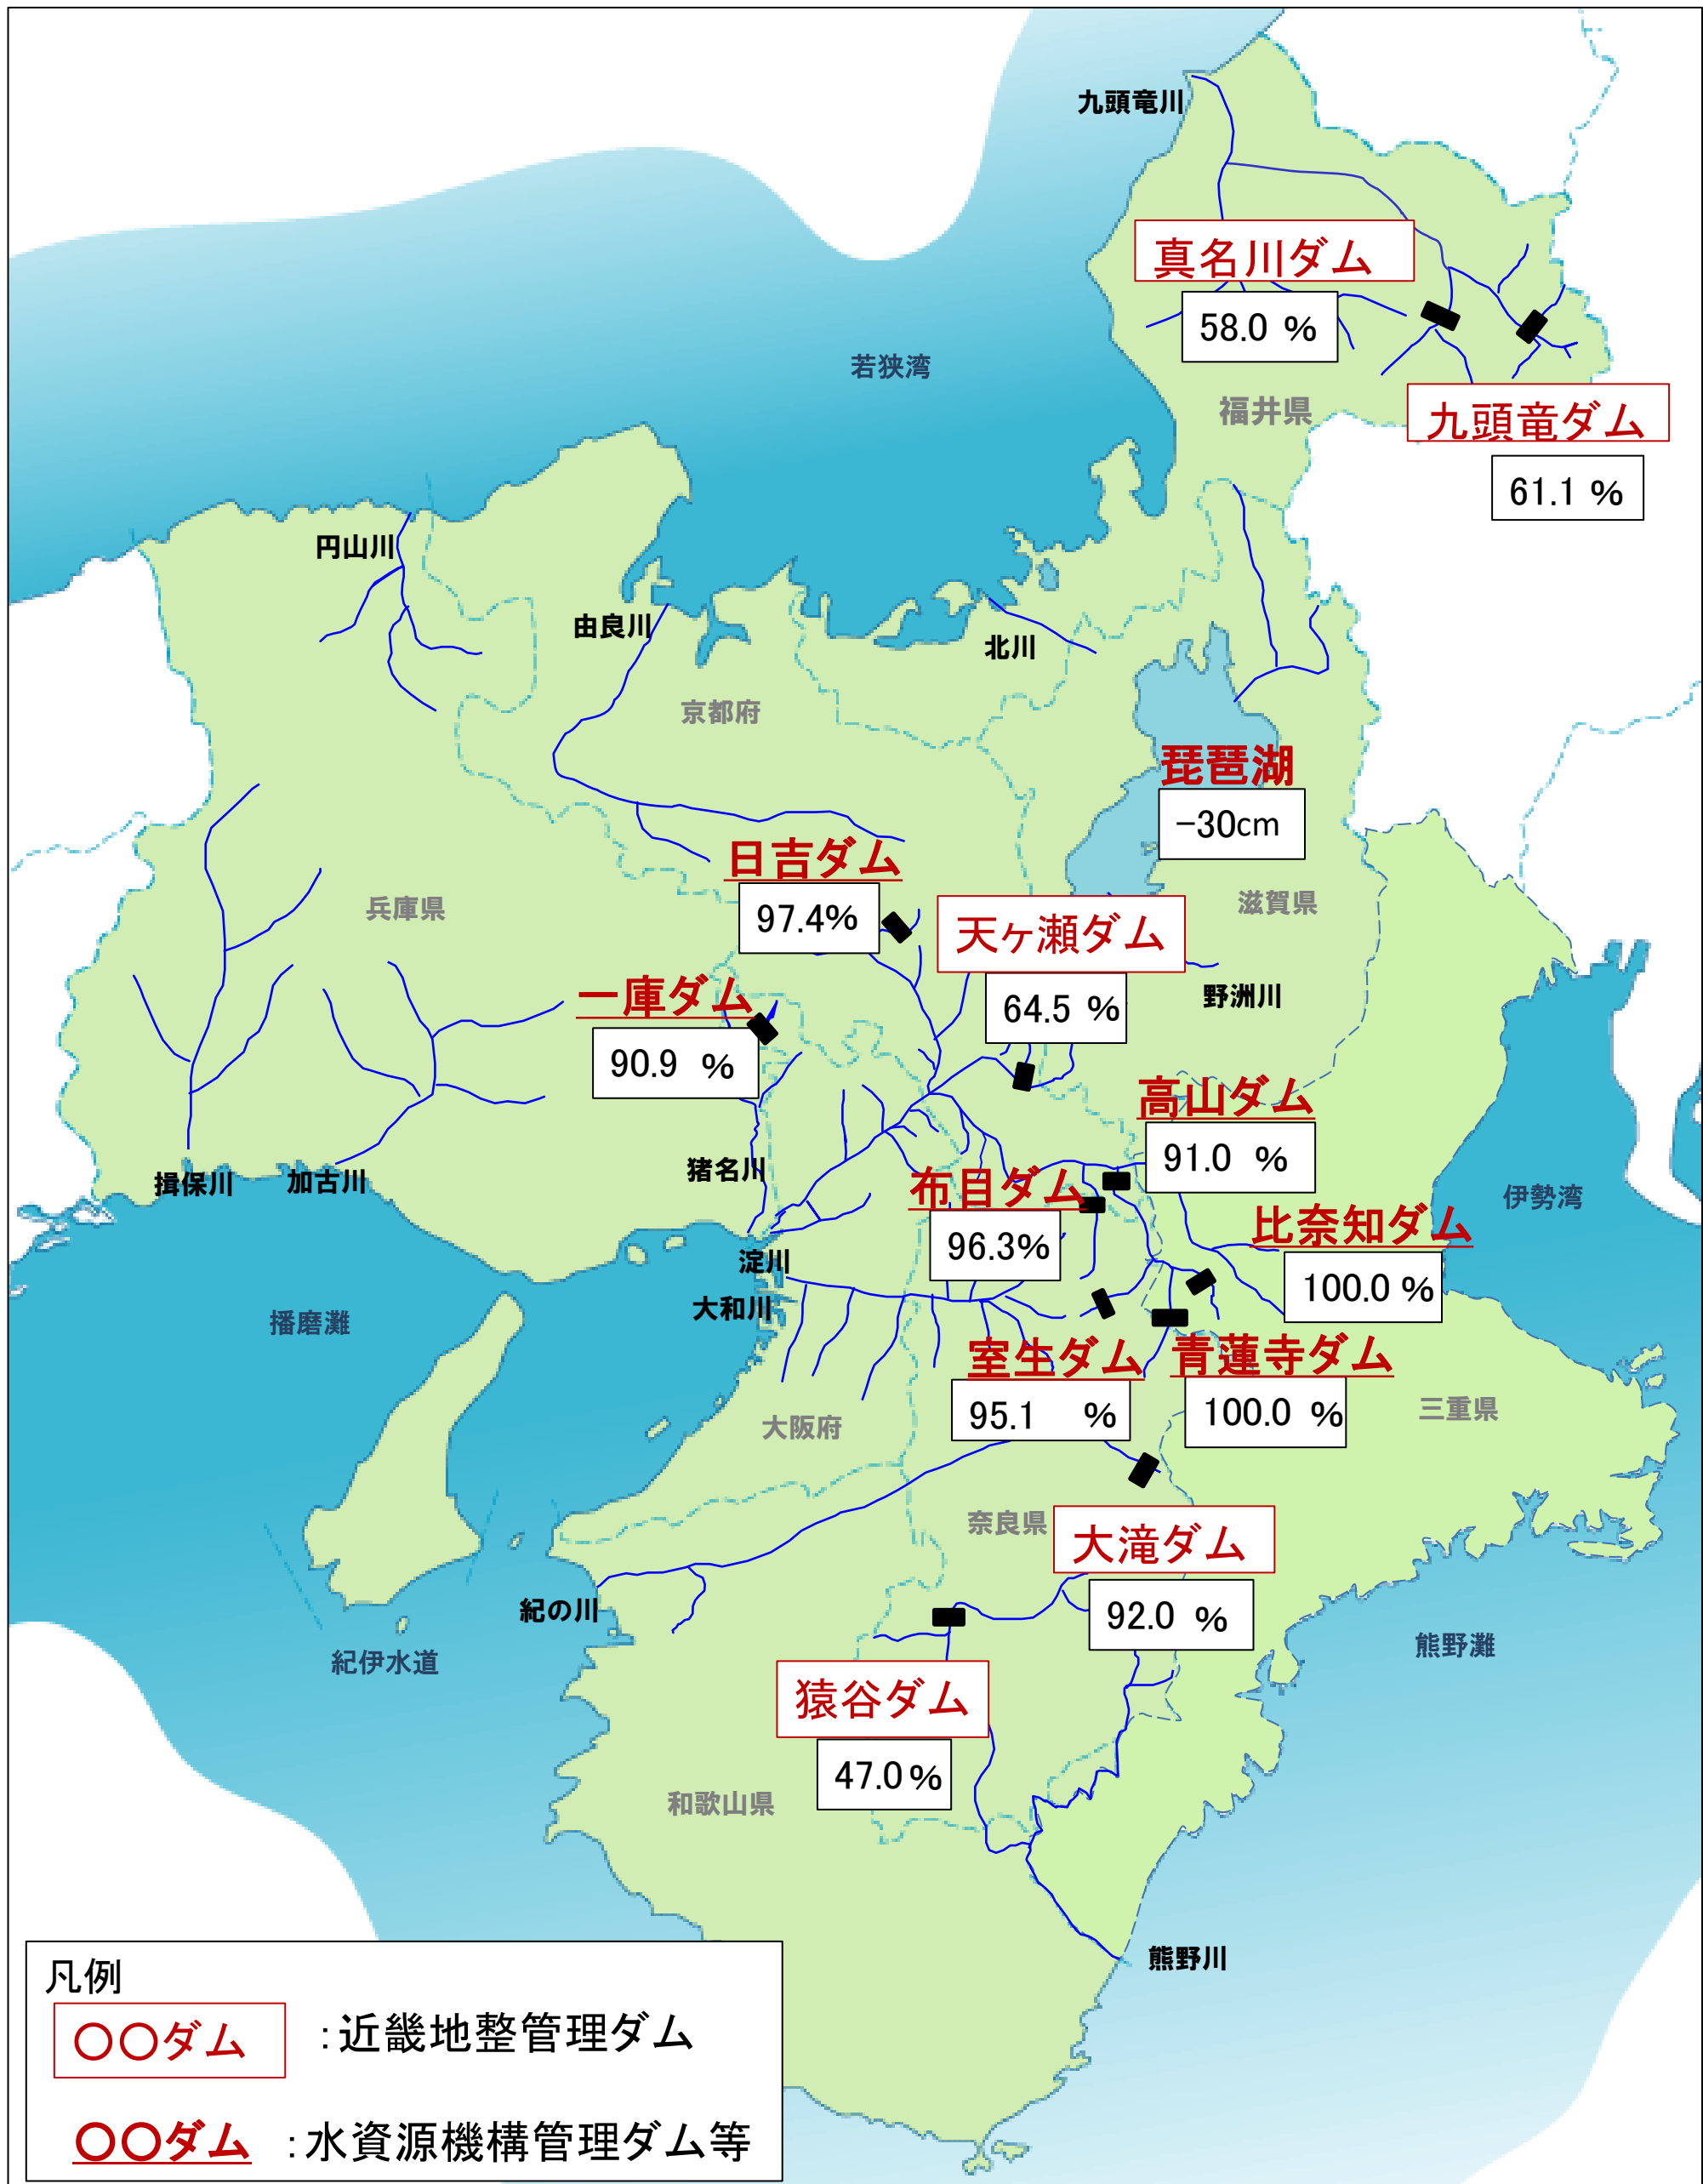 九頭竜川
真名川ダム
58.0 %
若狭湾
福井県
九頭竜ダム
61.1 %
円山川
由良川
北川
京都府
琵琶湖
-30cm
日吉ダム
97.4%
兵庫県
滋賀県
天ヶ瀬ダム
64.5 %
野洲川
一庫ダム
90.9 %
高山ダム
91.0 %
猪名川
揖保川
加古川
布目ダム
96.3%
伊勢湾
比奈知ダム
100.0 %
淀川
大和川
播磨灘
室生ダム
95.1 %
青蓮寺ダム
100.0 %
三重県
大阪府
奈良県
大滝ダム
92.0 %
紀の川
紀伊水道
熊野灘
猿谷ダム
47.0%
和歌山県
熊野川
凡例
〇〇ダム :近畿地整管理ダム
〇〇ダム :水資源機構管理ダム等